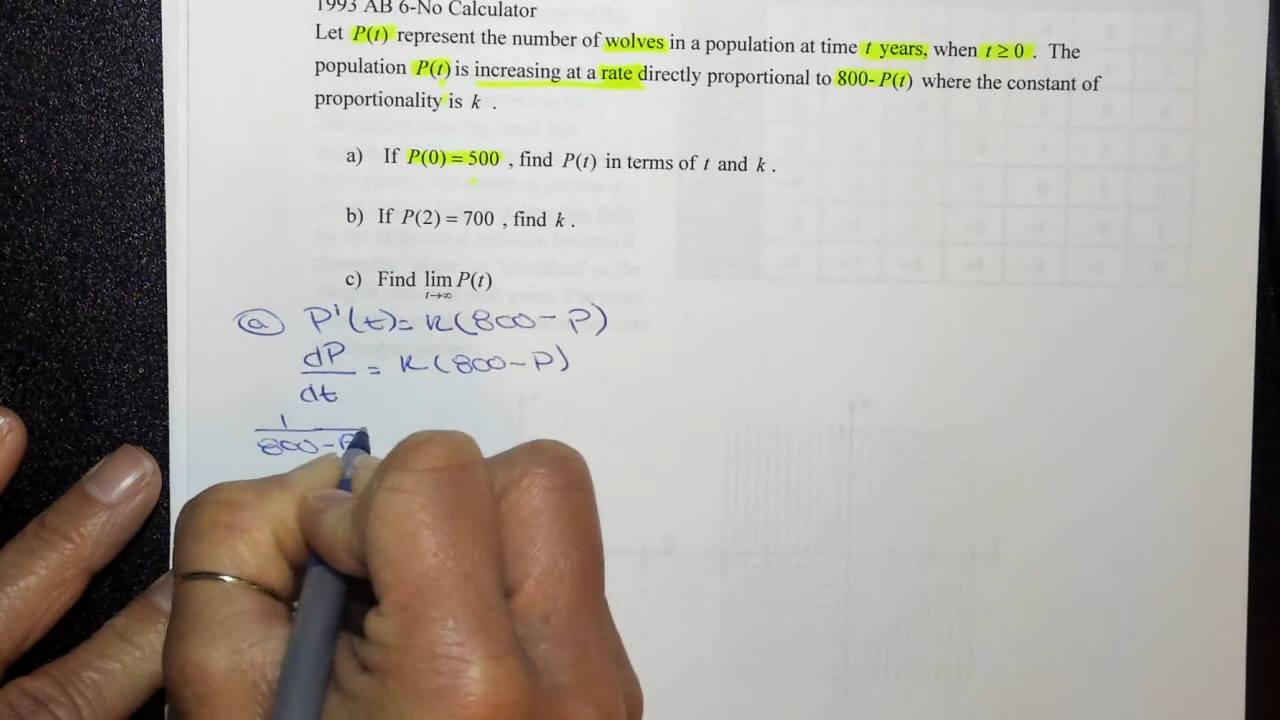 1993 AB 6-No Calculator
Let P(t) represent the number of wolves in a population at time t years, when t ≥ 0 . The
population P(t) is increasing at a rate directly proportional to 800- P(t) where the constant of
proportionality is k .
a) If P(0) = 500 , find P(t) in terms of t and k .
b) If P(2) = 700 , find k .
c) Find lim P(t)
t→∞
ⓐ P'(t) = k(800 - P)
dP
= k(800 - P)
dt
1
800 - P